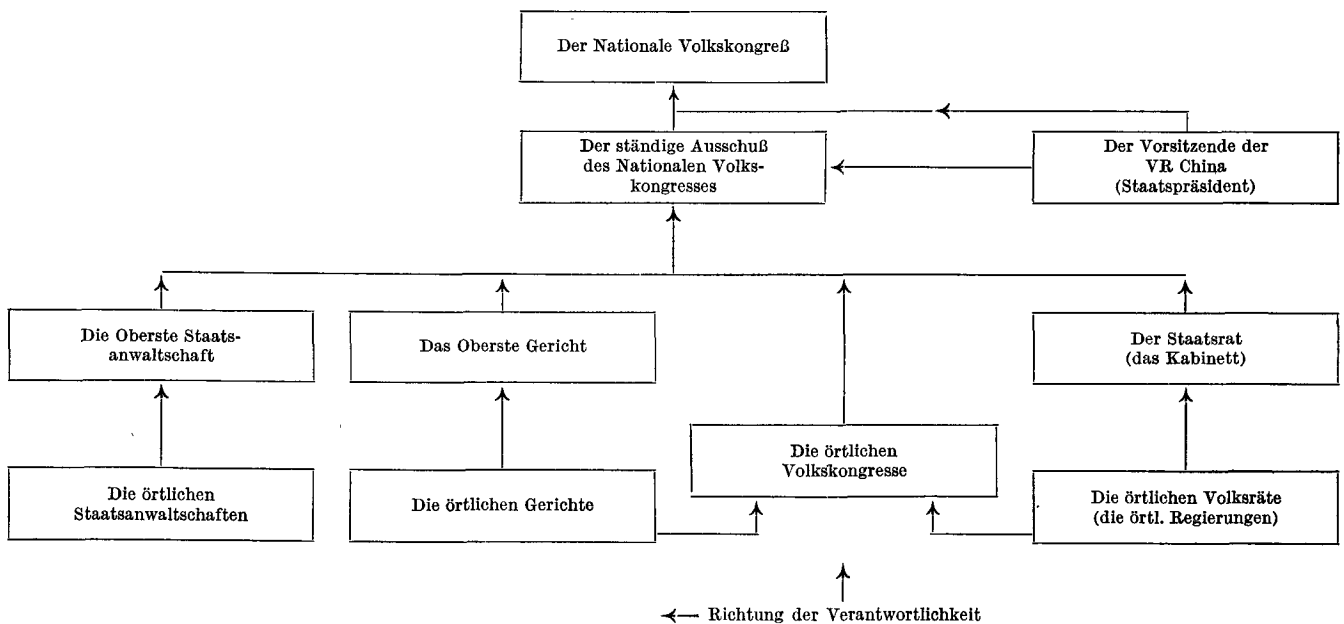 Der Nationale Volkskongreß
Der ständige Ausschuß
des Nationalen Volks-
kongresses
Der Vorsitzende der
VR China
(Staatspräsident)
Die Oberste Staats-
anwaltschaft
Das Oberste Gericht
Der Staatsrat
(das Kabinett)
Die örtlichen
Volkskongresse
Die örtlichen
Staatsanwaltschaften
Die örtlichen Gerichte
Die örtlichen Volksräte
(die örtl. Regierungen)
Richtung der Verantwortlichkeit